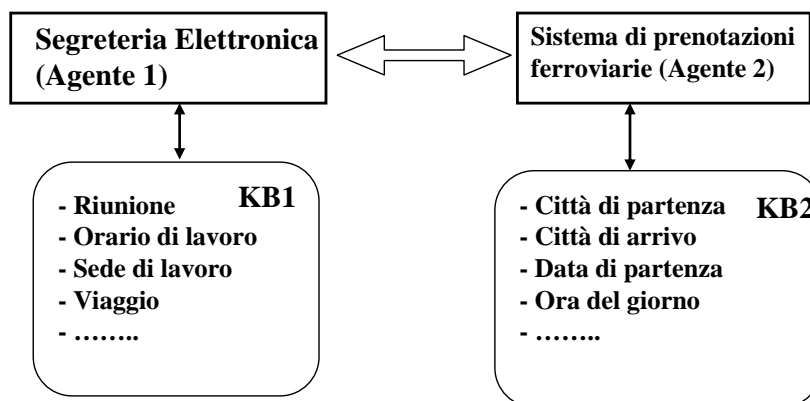 Segreteria Elettronica
(Agente 1)
Sistema di prenotazioni
ferroviarie (Agente 2)
KB1
- Riunione
- Orario di lavoro
- Sede di lavoro
- Viaggio
- ……..
KB2
- Città di partenza
- Città di arrivo
- Data di partenza
- Ora del giorno
- ……..